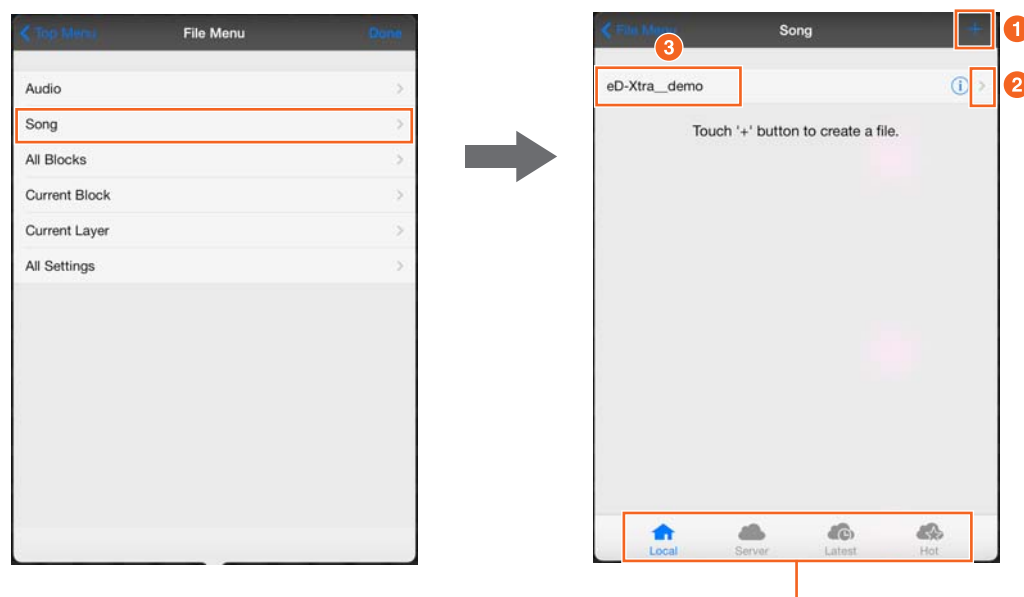 Top Menu File Menu Done
Audio
Song
All Blocks
Current Block
Current Layer
All Settings
File Menu Song + 1
3
eD-Xtra__demo i 2
Touch '+' button to create a file.
Local Server Latest Hot